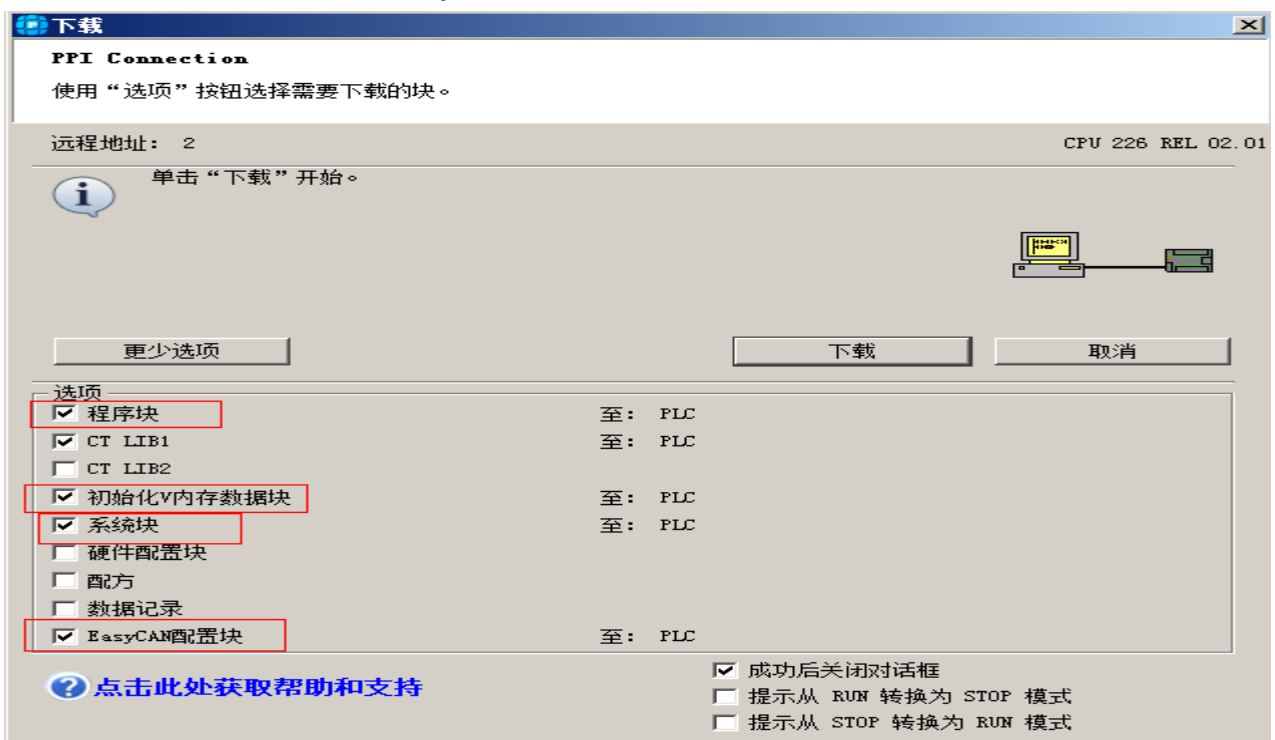 下载
PPI Connection
使用“选项”按钮选择需要下载的块。
远程地址： 2 CPU 226 REL 02.01
单击“下载”开始。
更少选项 下载 取消
选项
程序块 至： PLC
CT LIB1 至： PLC
CT LIB2
初始化V内存数据块 至： PLC
系统块 至： PLC
硬件配置块
配方
数据记录
EasyCAN配置块 至： PLC
点击此处获取帮助和支持
成功后关闭对话框
提示从 RUN 转换为 STOP 模式
提示从 STOP 转换为 RUN 模式